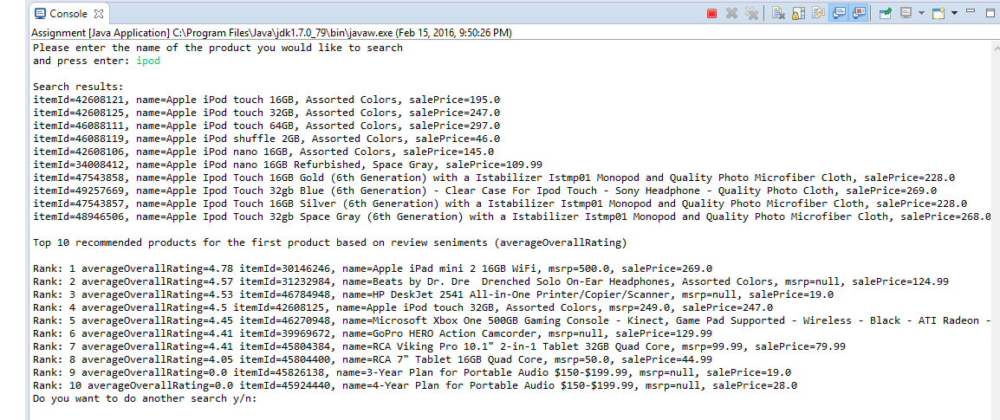 Console
Assignment [Java Application] C:\Program Files\Java\jdk1.7.0_79\bin\javaw.exe (Feb 15, 2016, 9:50:26 PM)
Please enter the name of the product you would like to search
and press enter: ipod
Search results:
itemId=42608121, name=Apple iPod touch 16GB, Assorted Colors, salePrice=195.0
itemId=42608125, name=Apple iPod touch 32GB, Assorted Colors, salePrice=247.0
itemId=46088111, name=Apple iPod touch 64GB, Assorted Colors, salePrice=297.0
itemId=46088119, name=Apple iPod shuffle 2GB, Assorted Colors, salePrice=46.0
itemId=42608106, name=Apple iPod nano 16GB, Assorted Colors, salePrice=145.0
itemId=34008412, name=Apple iPod nano 16GB Refurbished, Space Gray, salePrice=109.99
itemId=47543858, name=Apple Ipod Touch 16GB Gold (6th Generation) with a Istabilizer Istmp01 Monopod and Quality Photo Microfiber Cloth, salePrice=228.0
itemId=49257669, name=Apple Ipod Touch 32gb Blue (6th Generation) - Clear Case For Ipod Touch - Sony Headphone - Quality Photo Cloth, salePrice=269.0
itemId=47543857, name=Apple Ipod Touch 16GB Silver (6th Generation) with a Istabilizer Istmp01 Monopod and Quality Photo Microfiber Cloth, salePrice=228.0
itemId=48946506, name=Apple Ipod Touch 32gb Space Gray (6th Generation) with a Istabilizer Istmp01 Monopod and Quality Photo Microfiber Cloth, salePrice=268.0
Top 10 recommended products for the first product based on review seniments (averageOverallRating)
Rank: 1 averageOverallRating=4.78 itemId=30146246, name=Apple iPad mini 2 16GB WiFi, msrp=500.0, salePrice=269.0
Rank: 2 averageOverallRating=4.57 itemId=31232984, name=Beats by Dr. Dre  Drenched Solo On-Ear Headphones, Assorted Colors, msrp=null, salePrice=124.99
Rank: 3 averageOverallRating=4.53 itemId=46784948, name=HP DeskJet 2541 All-in-One Printer/Copier/Scanner, msrp=null, salePrice=19.0
Rank: 4 averageOverallRating=4.5 itemId=42608125, name=Apple iPod touch 32GB, Assorted Colors, msrp=249.0, salePrice=247.0
Rank: 5 averageOverallRating=4.45 itemId=46270948, name=Microsoft Xbox One 500GB Gaming Console - Kinect, Game Pad Supported - Wireless - Black - ATI Radeon -
Rank: 6 averageOverallRating=4.41 itemId=39969672, name=GoPro HERO Action Camcorder, msrp=null, salePrice=129.99
Rank: 7 averageOverallRating=4.41 itemId=45804384, name=RCA Viking Pro 10.1" 2-in-1 Tablet 32GB Quad Core, msrp=99.99, salePrice=79.99
Rank: 8 averageOverallRating=4.05 itemId=45804400, name=RCA 7" Tablet 16GB Quad Core, msrp=50.0, salePrice=44.99
Rank: 9 averageOverallRating=0.0 itemId=45826138, name=3-Year Plan for Portable Audio $150-$199.99, msrp=null, salePrice=19.0
Rank: 10 averageOverallRating=0.0 itemId=45924440, name=4-Year Plan for Portable Audio $150-$199.99, msrp=null, salePrice=28.0
Do you want to do another search y/n: